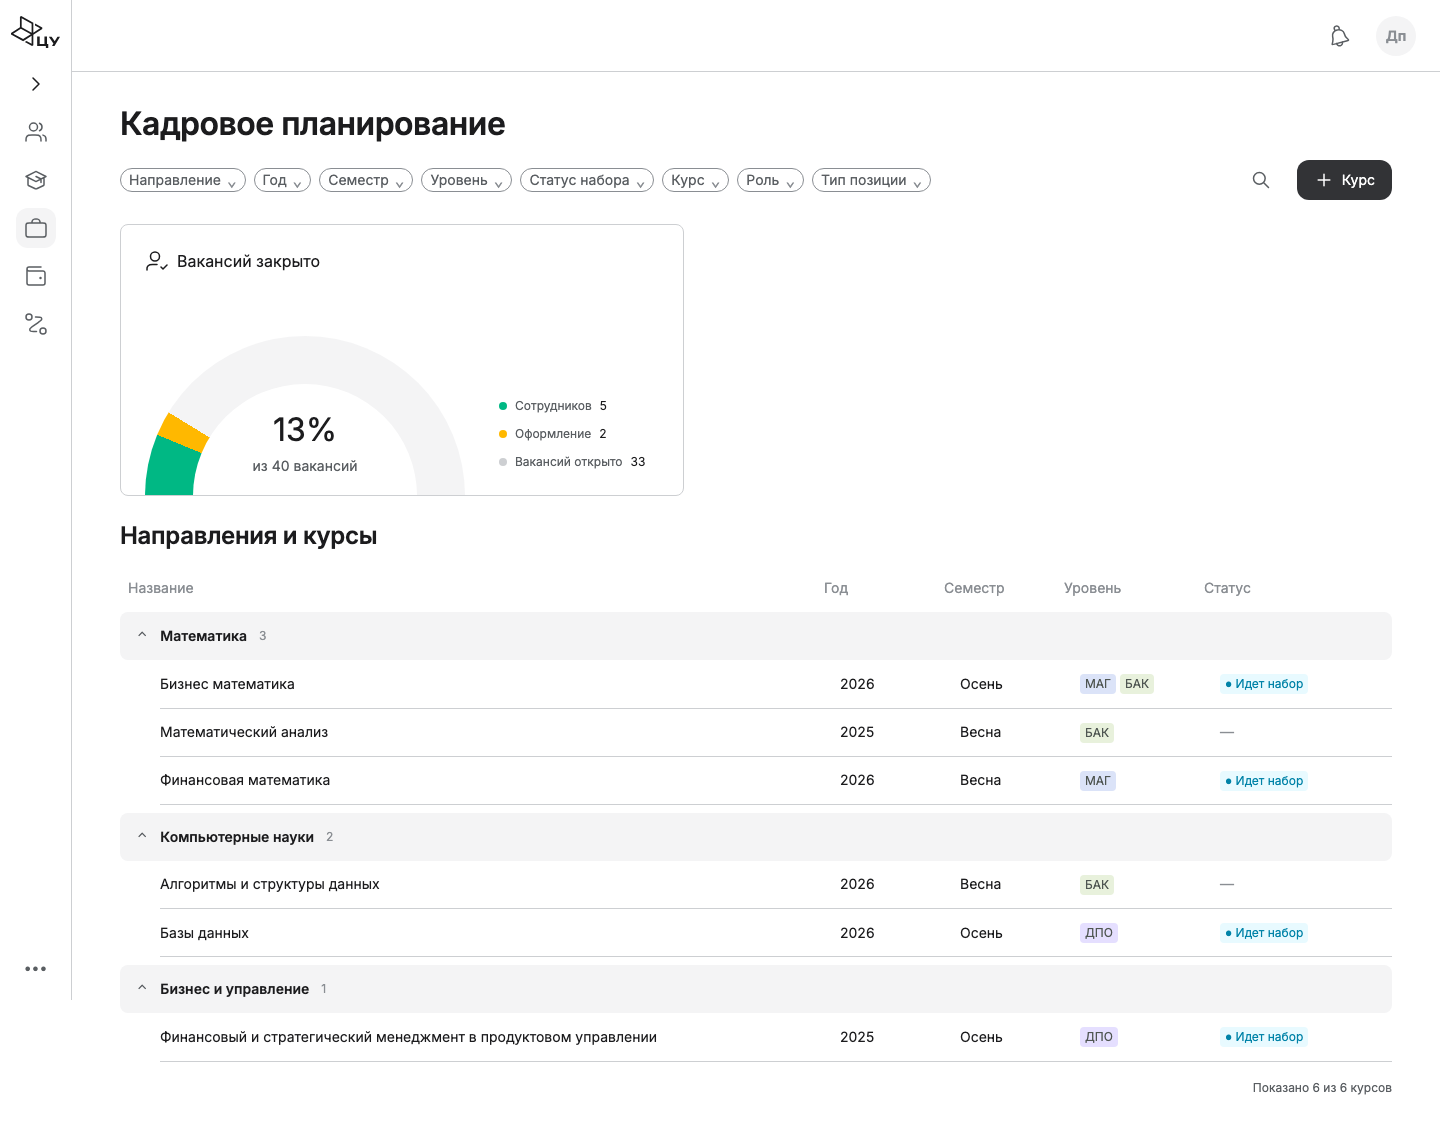 ЦУ
Дп
Кадровое планирование
Направление Год Семестр Уровень Статус набора Курс Роль Тип позиции
+ Курс
Вакансий закрыто
13%
из 40 вакансий
Сотрудников 5
Оформление 2
Вакансий открыто 33
Направления и курсы
Название Год Семестр Уровень Статус
Математика 3
Бизнес математика 2026 Осень МАГ БАК Идет набор
Математический анализ 2025 Весна БАК —
Финансовая математика 2026 Весна МАГ Идет набор
Компьютерные науки 2
Алгоритмы и структуры данных 2026 Весна БАК —
Базы данных 2026 Осень ДПО Идет набор
Бизнес и управление 1
Финансовый и стратегический менеджмент в продуктовом управлении 2025 Осень ДПО Идет набор
Показано 6 из 6 курсов